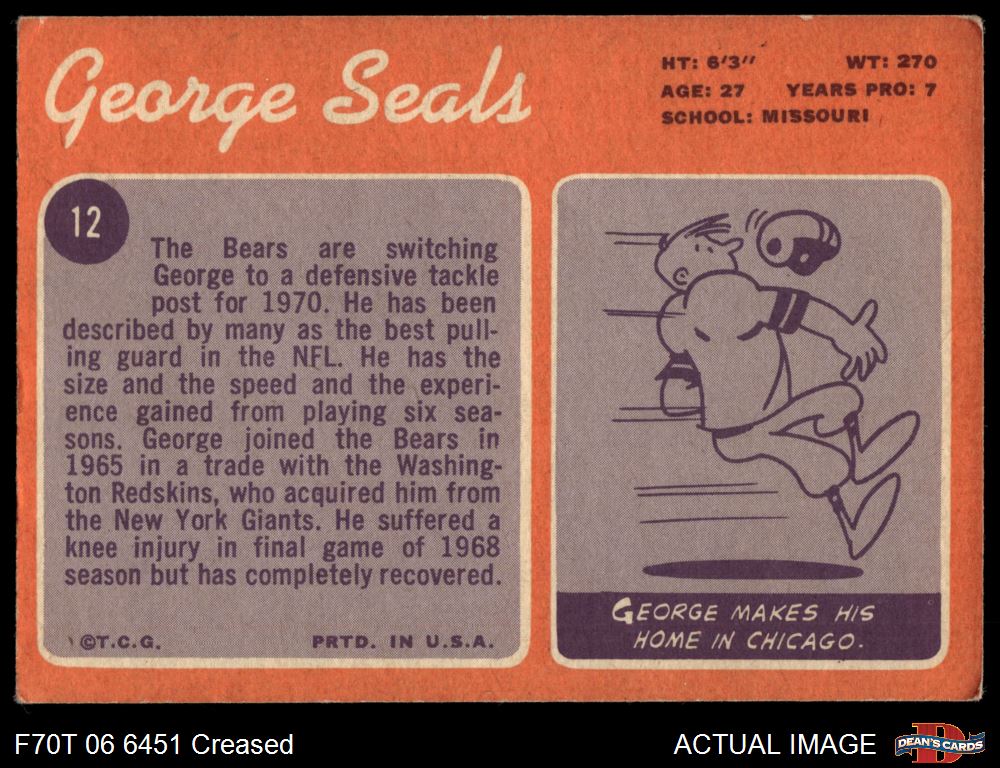 George Seals
HT: 6'3" WT: 270
AGE: 27 YEARS PRO: 7
SCHOOL: MISSOURI
12
The Bears are switching
George to a defensive tackle
post for 1970. He has been
described by many as the best pull-
ing guard in the NFL. He has the
size and the speed and the experi-
ence gained from playing six sea-
sons. George joined the Bears in
1965 in a trade with the Washing-
ton Redskins, who acquired him from
the New York Giants. He suffered a
knee injury in final game of 1968
season but has completely recovered.
©T.C.G. PRTD. IN U.S.A.
GEORGE MAKES HIS
HOME IN CHICAGO.
F70T 06 6451 Creased
ACTUAL IMAGE
D
DEAN'S CARDS